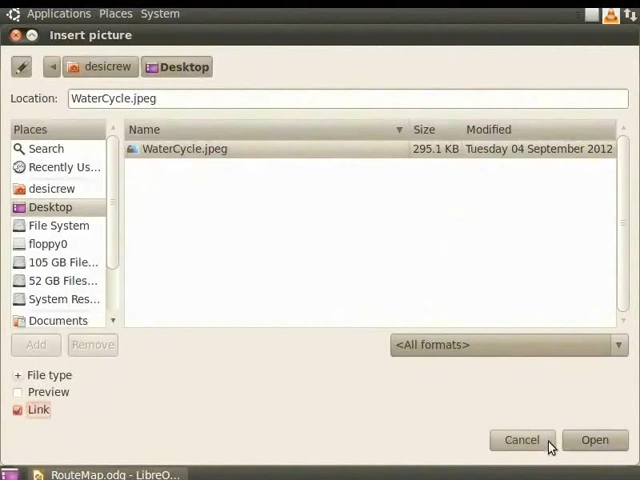 Applications Places System
Insert picture
desicrew Desktop
Location: WaterCycle.jpeg
Places Name Size Modified
Search WaterCycle.jpeg 295.1 KB Tuesday 04 September 2012
Recently Us...
desicrew
Desktop
File System
floppy0
105 GB File...
52 GB Files...
System Res...
Documents
Add Remove <All formats>
File type
Preview
Link
Cancel Open
RouteMap.odg - LibreO...